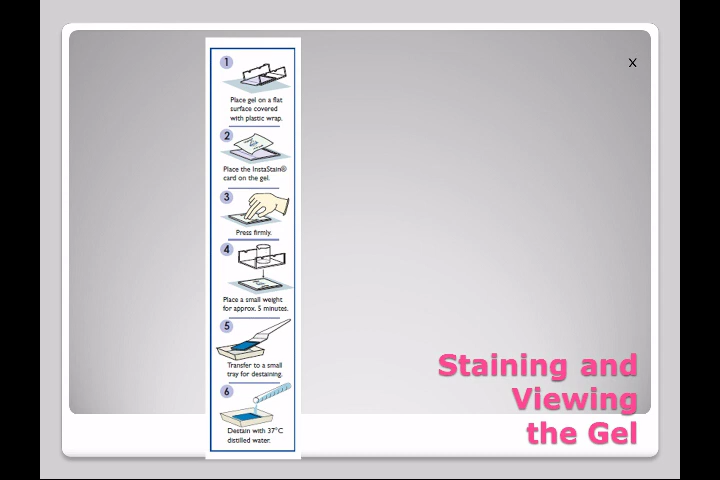 1
Place gel on a flat
surface covered
with plastic wrap.
2
Place the InstaStain®
card on the gel.
3
Press firmly.
4
Place a small weight
for approx. 5 minutes.
5
Transfer to a small
tray for destaining.
6
Destain with 37°C
distilled water.
X
Staining and
Viewing
the Gel